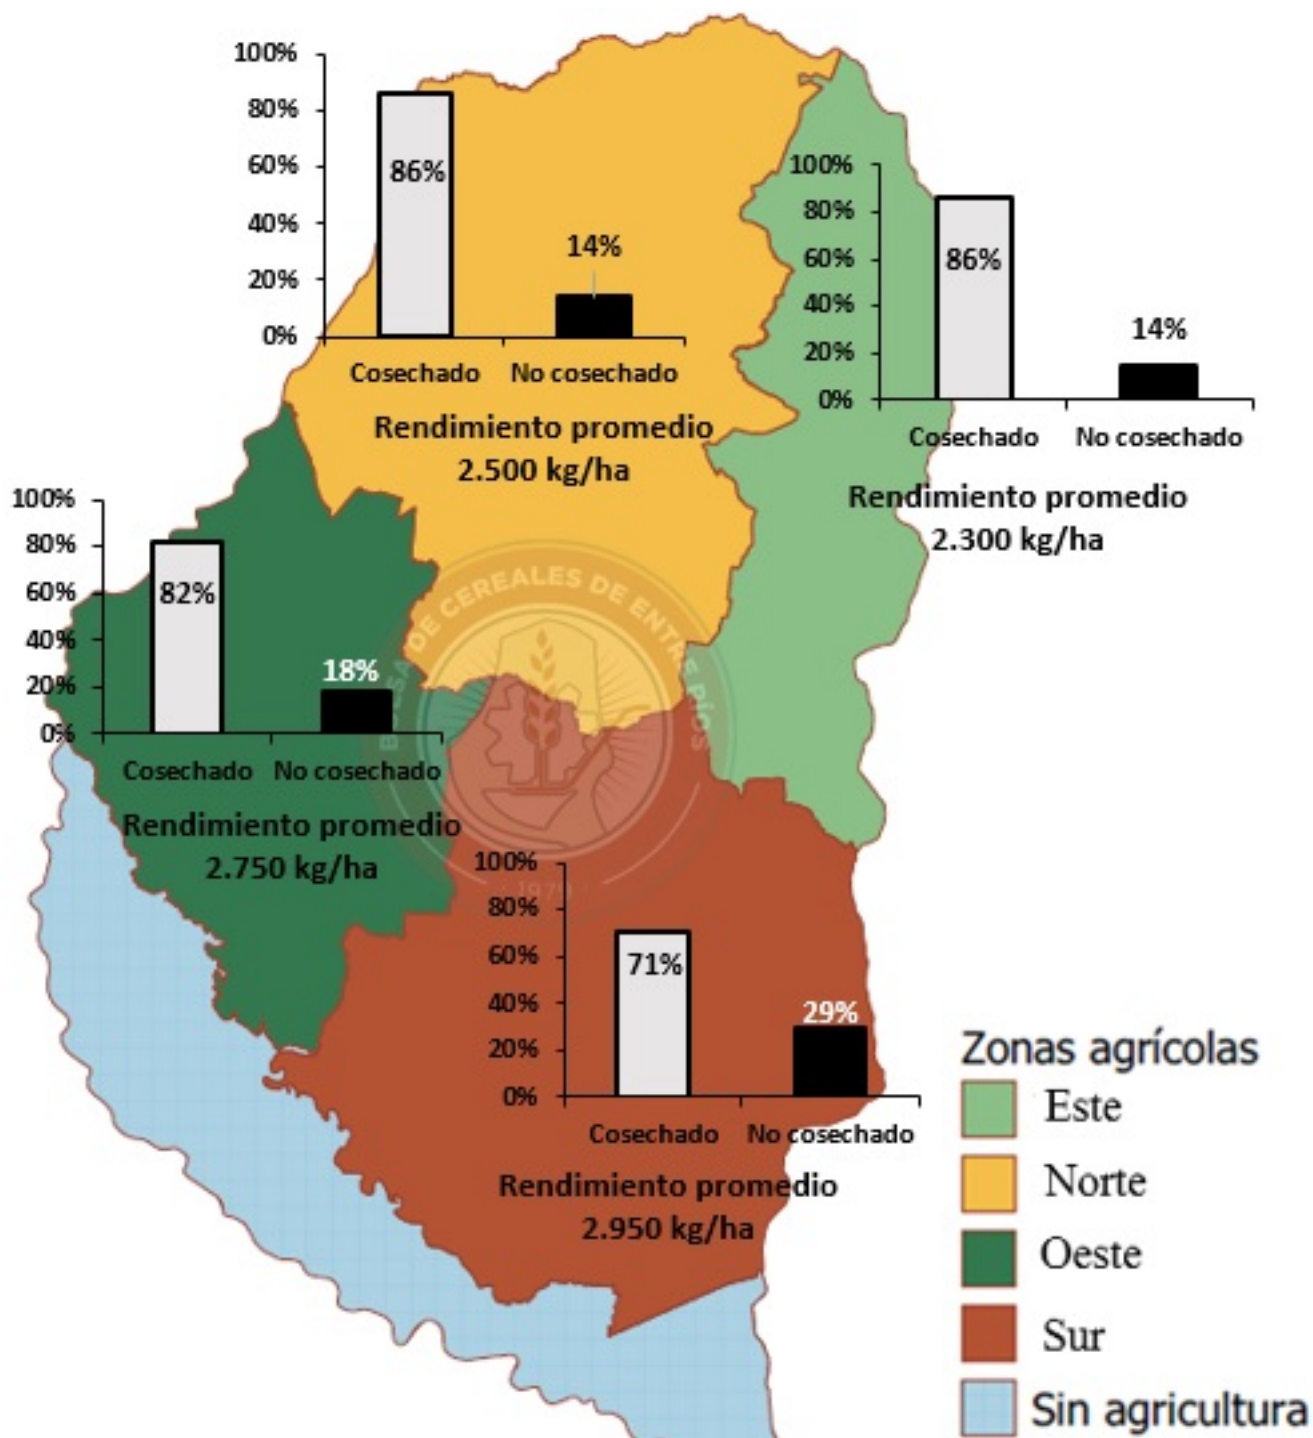 100%
80%
60%
40%
20%
0%
86%
14%
Cosechado No cosechado
Rendimiento promedio
2.500 kg/ha
100%
80%
60%
40%
20%
0%
86%
14%
Cosechado No cosechado
Rendimiento promedio
2.300 kg/ha
100%
80%
60%
40%
20%
0%
82%
18%
Cosechado No cosechado
Rendimiento promedio
2.750 kg/ha
BOLSA DE CEREALES DE ENTRE RÍOS
1979
100%
80%
60%
40%
20%
0%
71%
29%
Cosechado No cosechado
Rendimiento promedio
2.950 kg/ha
Zonas agrícolas
Este
Norte
Oeste
Sur
Sin agricultura